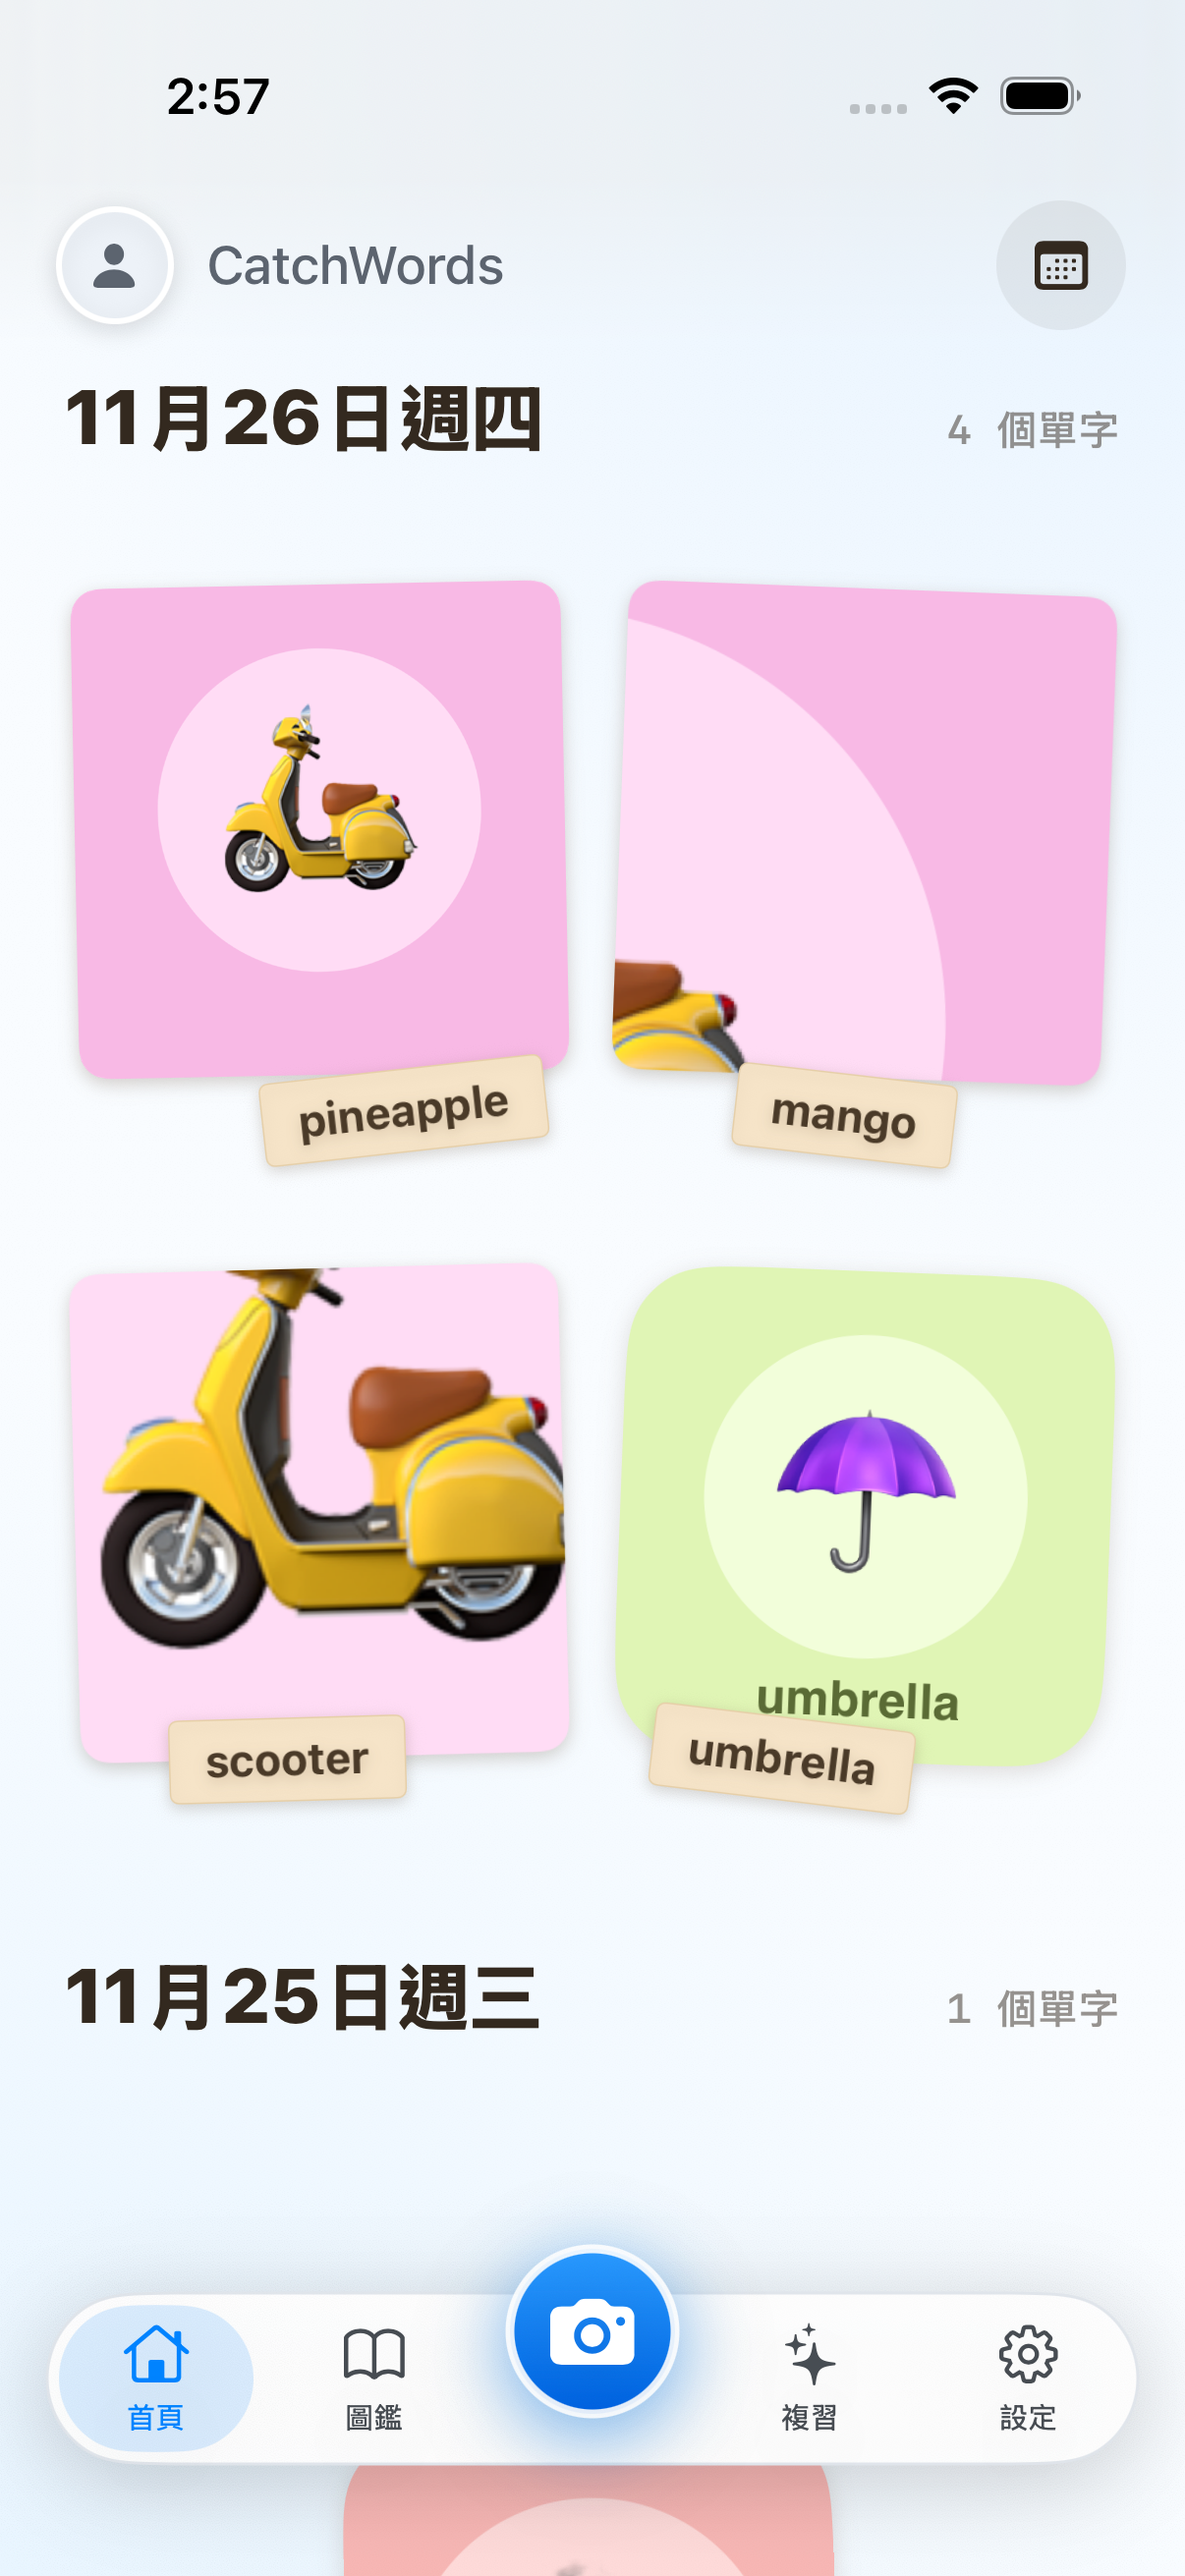 2:57
CatchWords
11月26日週四
4 個單字
pineapple
mango
scooter
umbrella
umbrella
11月25日週三
1 個單字
首頁
圖鑑
複習
設定